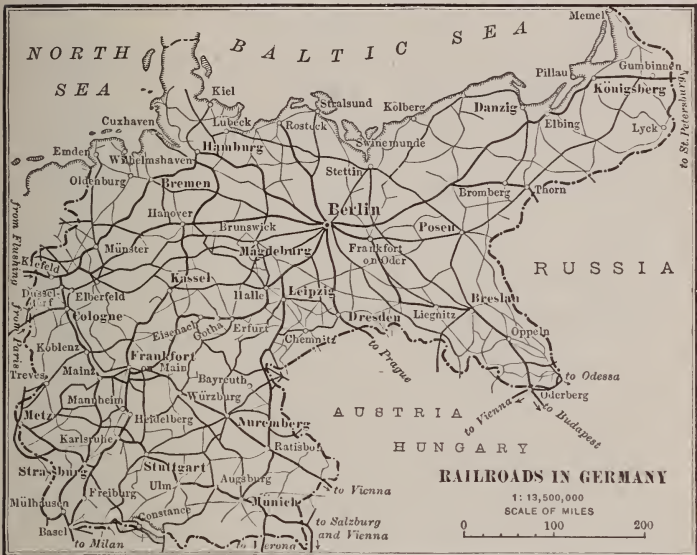 NORTH SEA
BALTIC SEA
Memel
Gumbinnen
Pillau
Königsberg
to St. Petersburg
Kiel
Stralsund
Kölberg
Danzig
Cuxhaven
Lubeck
Rostock
Swinemunde
Elbing
Lyck
Emden
Wilhelmshaven
Hamburg
Stettin
Oldenburg
Bremen
Bromberg
Thorn
Berlin
from Flushing
Hanover
Brunswick
Posen
Münster
Magdeburg
Frankfort
on Oder
RUSSIA
Kiefeld
Kassel
Halle
Leipzig
Breslau
Dussel-
dorf
Elberfeld
Cologne
Dresden
Liegnitz
from Paris
Eisenach
Gotha
Erfurt
Chemnitz
Oppeln
Koblenz
Frankfort
on Main
to Prague
Treves
Mainz
Bayreuth
to Odessa
Oderberg
Mannheim
Würzburg
to Vienna
to Budapest
Metz
Heidelberg
Nuremberg
AUSTRIA
HUNGARY
Karlsruhe
Ratisbon
Strasburg
Stuttgart
RAILROADS IN GERMANY
1: 13,500,000
SCALE OF MILES
0 100 200
Ulm
Augsburg
to Vienna
Mülhausen
Freiburg
Munich
Constance
to Salzburg
and Vienna
Basel
to Milan
to Verona